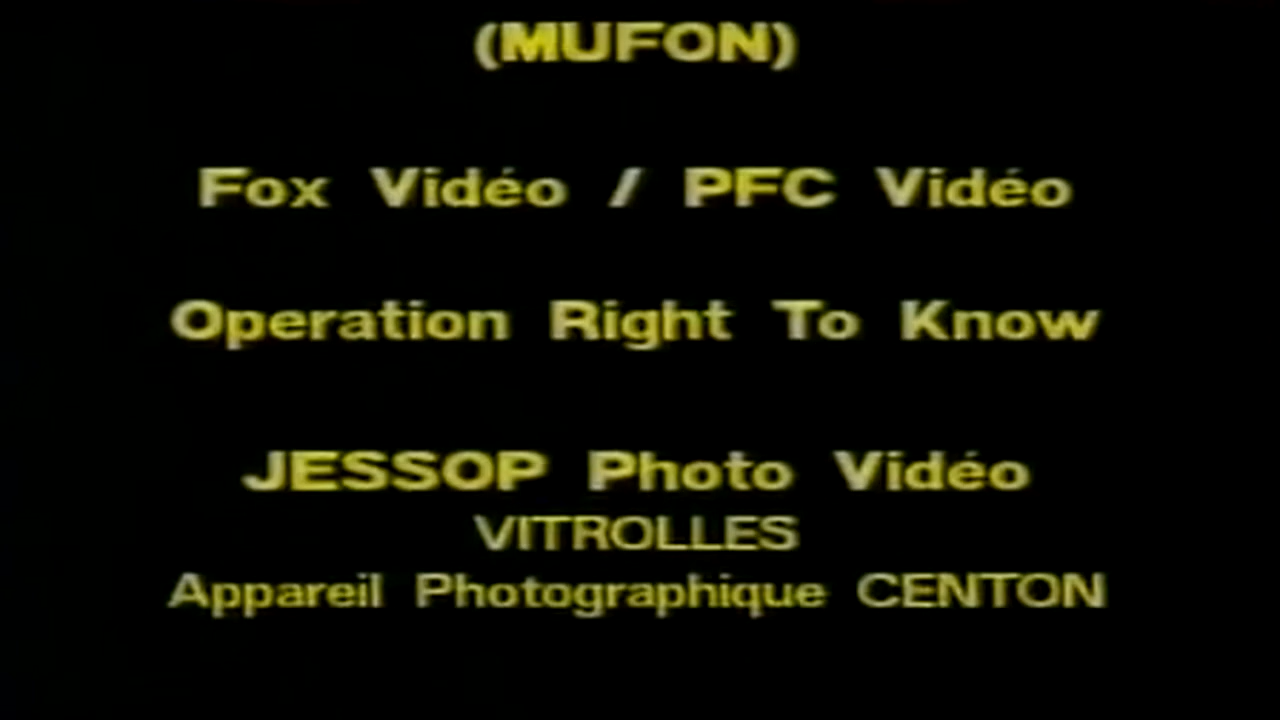 (MUFON)
Fox Vidéo / PFC Vidéo
Operation Right To Know
JESSOP Photo Vidéo
VITROLLES
Appareil Photographique CENTON